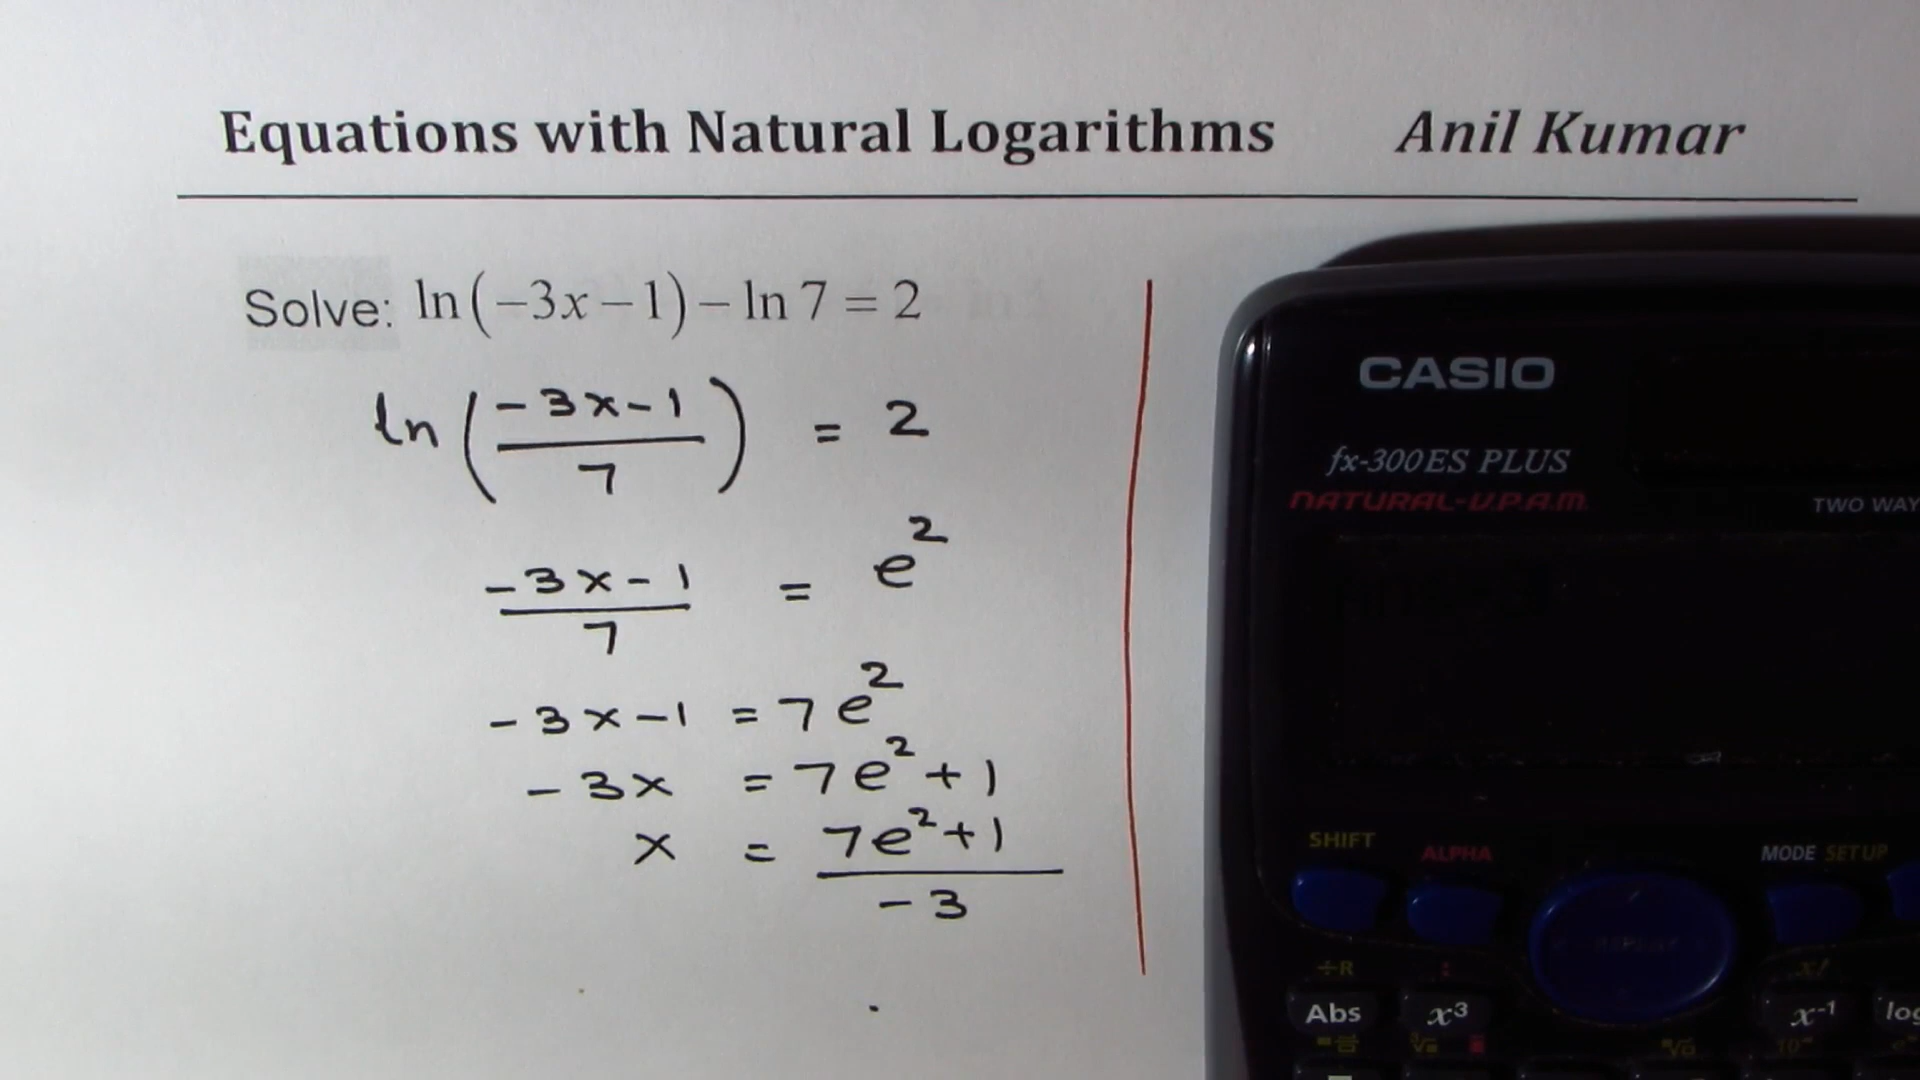 Equations with Natural Logarithms Anil Kumar
Solve: ln(−3x−1)−ln 7 = 2
ln(-3x-1/7) = 2
-3x-1/7 = e²
-3x-1 = 7e²
-3x = 7e²+1
x = 7e²+1/-3
CASIO
fx-300ES PLUS
NATURAL-V.P.A.M.
TWO WAY
SHIFT
ALPHA
MODE SETUP
REPLAY
÷R
:
x!
Abs
x³
x⁻¹
log